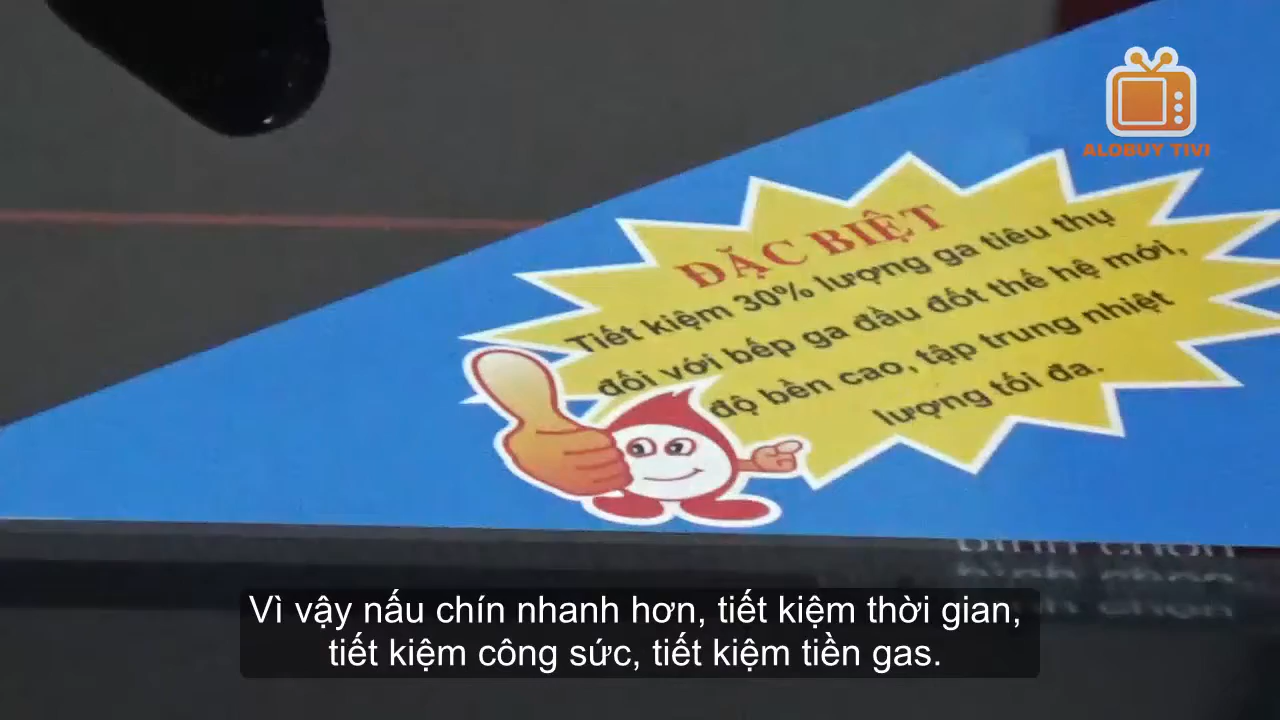 ALOBUY TIVI
ĐẶC BIỆT
Tiết kiệm 30% lượng ga tiêu thụ
đối với bếp ga đầu đốt thế hệ mới,
độ bền cao, tập trung nhiệt
lượng tối đa.
bình chọn
Vì vậy nấu chín nhanh hơn, tiết kiệm thời gian,
tiết kiệm công sức, tiết kiệm tiền gas.